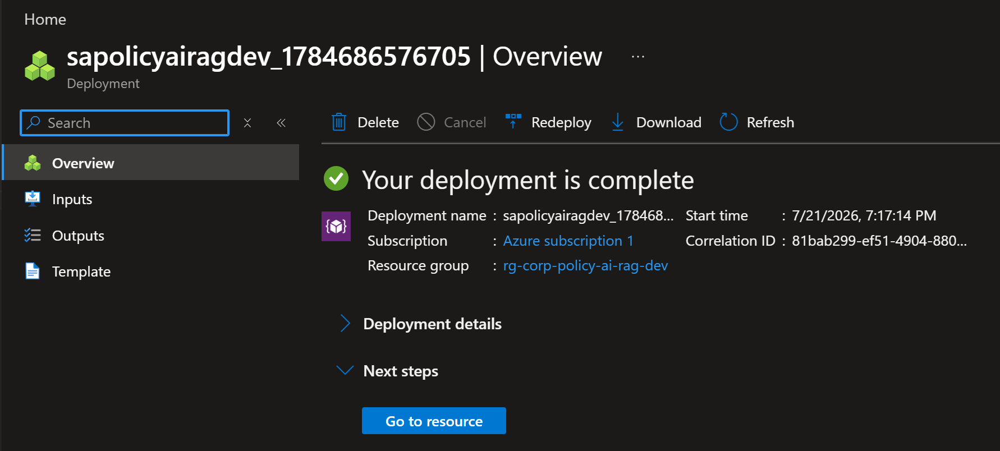 Home
sapolicyairagdev_1784686576705 | Overview ...
Deployment
Search
Overview
Inputs
Outputs
Template
Delete Cancel Redeploy Download Refresh
Your deployment is complete
Deployment name : sapolicyairagdev_178468... Start time : 7/21/2026, 7:17:14 PM
Subscription : Azure subscription 1 Correlation ID : 81bab299-ef51-4904-880...
Resource group : rg-corp-policy-ai-rag-dev
Deployment details
Next steps
Go to resource